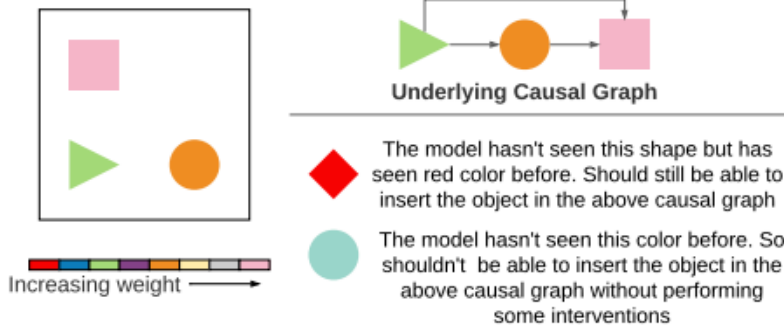 Underlying Causal Graph
The model hasn't seen this shape but has
seen red color before. Should still be able to
insert the object in the above causal graph
The model hasn't seen this color before. So
shouldn't  be able to insert the object in the
above causal graph without performing
some interventions
Increasing weight